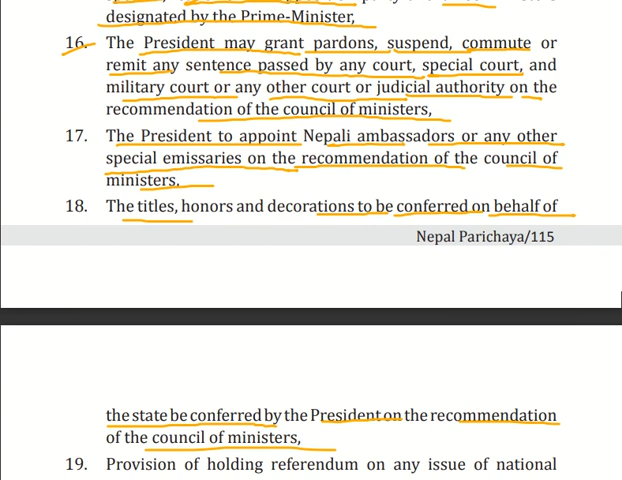 designated by the Prime-Minister,
16. The President may grant pardons, suspend, commute or
remit any sentence passed by any court, special court, and
military court or any other court or judicial authority on the
recommendation of the council of ministers,
17. The President to appoint Nepali ambassadors or any other
special emissaries on the recommendation of the council of
ministers.
18. The titles, honors and decorations to be conferred on behalf of
Nepal Parichaya/115
the state be conferred by the President on the recommendation
of the council of ministers,
19. Provision of holding referendum on any issue of national